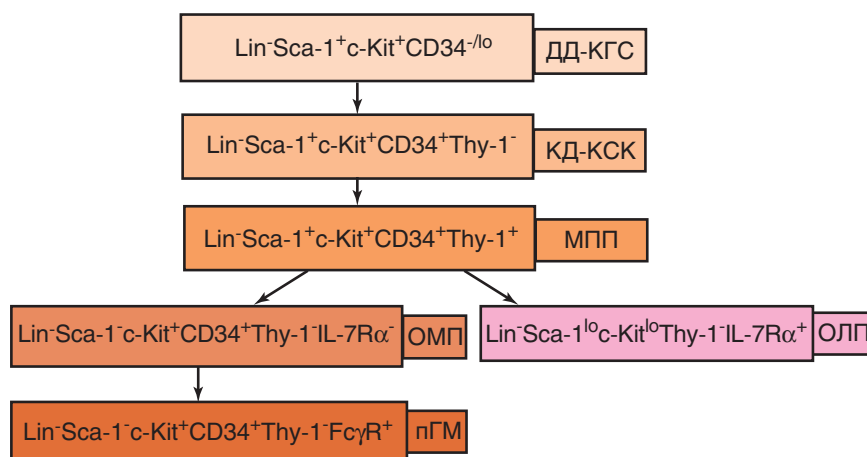 Lin⁻Sca-1⁺c-Kit⁺CD34⁻/ˡᵒ ДД-КГС
Lin⁻Sca-1⁺c-Kit⁺CD34⁺Thy-1⁻ КД-КСК
Lin⁻Sca-1⁺c-Kit⁺CD34⁺Thy-1⁺ МПП
Lin⁻Sca-1⁻c-Kit⁺CD34⁺Thy-1⁻IL-7Rα⁻ ОМП
Lin⁻Sca-1ˡᵒc-KitˡᵒThy-1⁻IL-7Rα⁺ ОЛП
Lin⁻Sca-1⁻c-Kit⁺CD34⁺Thy-1⁻FcγR⁺ пГМ